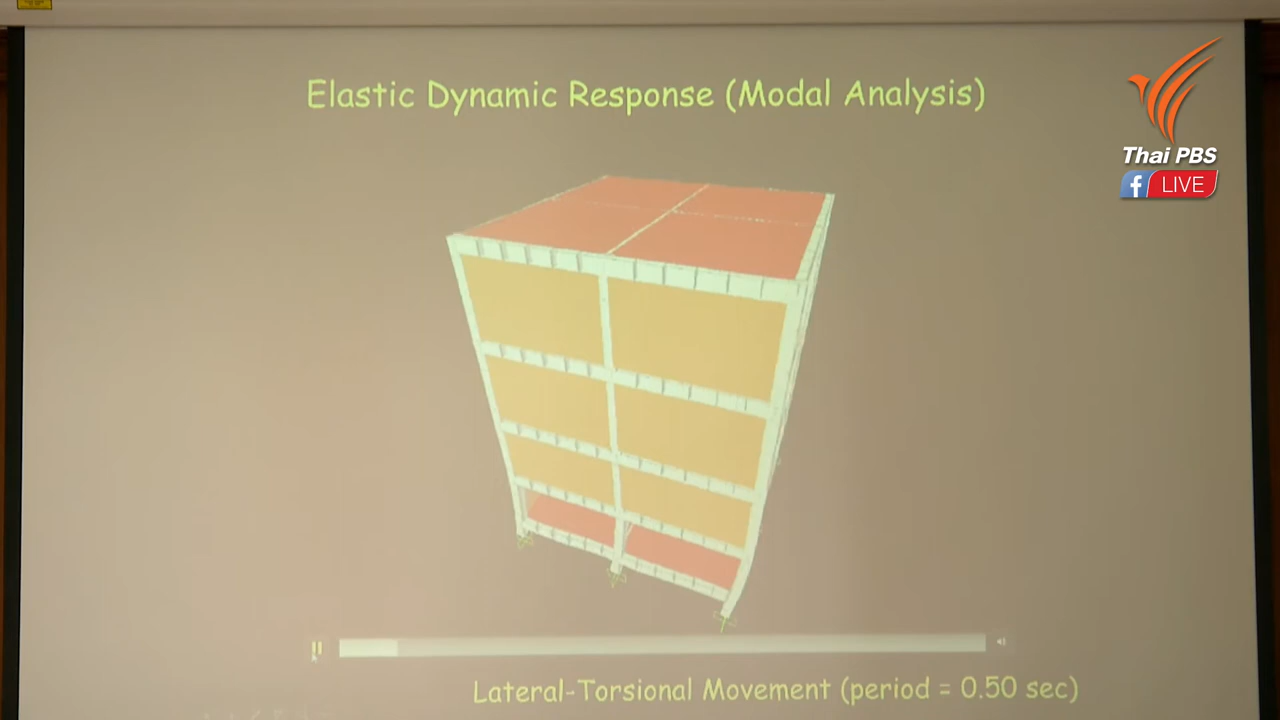 Elastic Dynamic Response (Modal Analysis)
Thai PBS
f LIVE
Lateral-Torsional Movement (period = 0.50 sec)